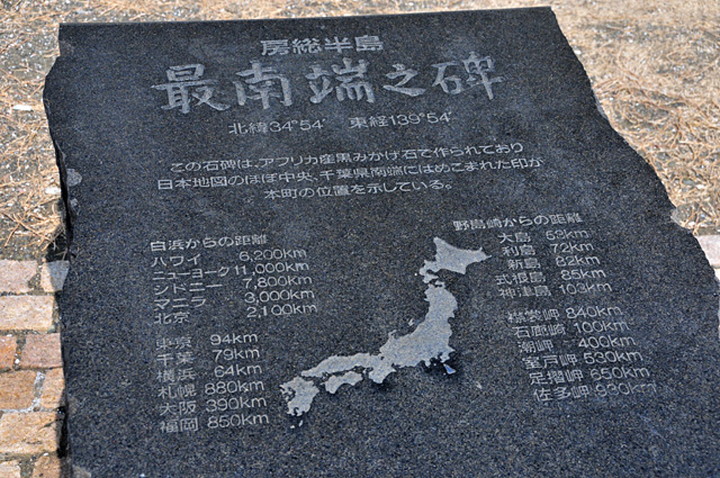 房総半島
最南端之碑
北緯34°54′ 東経139°54′
この石碑は、アフリカ産黒みかげ石で作られており
日本地図のほぼ中央、千葉県南端にはめこまれた印が
本町の位置を示している。
白浜からの距離
ハワイ 6,200km
ニューヨーク 11,000km
シドニー 7,800km
マニラ 3,000km
北京 2,100km
東京 94km
千葉 79km
横浜 64km
札幌 880km
大阪 390km
福岡 850km
野島崎からの距離
大島 53km
利島 72km
新島 82km
式根島 85km
神津島 103km
襟裳岬 840km
石廊崎 100km
潮岬 400km
室戸岬 530km
足摺岬 650km
佐多岬 930km